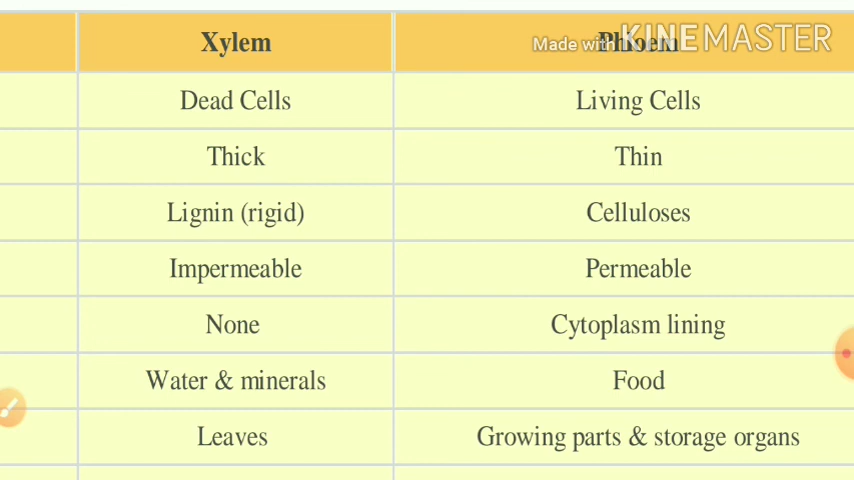 Xylem Phloem
Made with KINEMASTER
Dead Cells Living Cells
Thick Thin
Lignin (rigid) Celluloses
Impermeable Permeable
None Cytoplasm lining
Water & minerals Food
Leaves Growing parts & storage organs